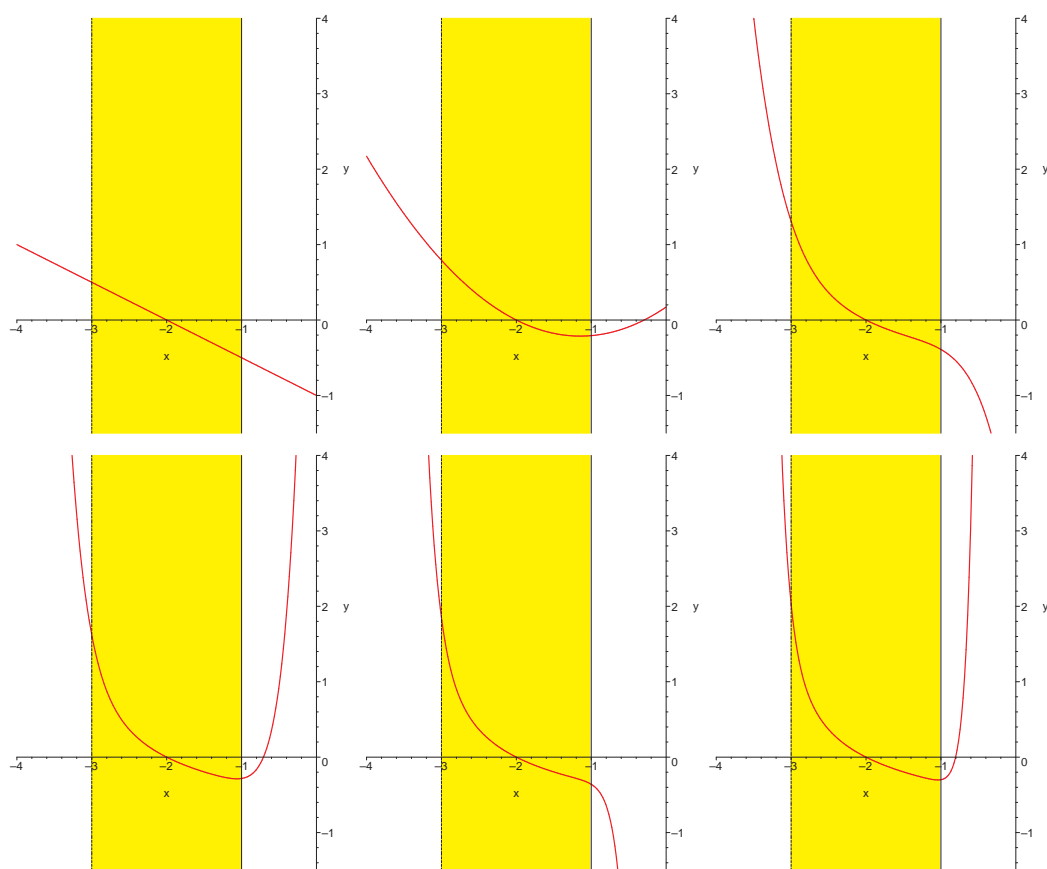 4 4 4
3 3 3
2 y 2 y 2 y
1 1 1
–4 –3 –2 –1 0 –4 –3 –2 –1 0 –4 –3 –2 –1 0
x x x
–1 –1 –1
4 4 4
3 3 3
2 y 2 y 2 y
1 1 1
–4 –3 –2 –1 0 –4 –3 –2 –1 0 –4 –3 –2 –1 0
x x x
–1 –1 –1